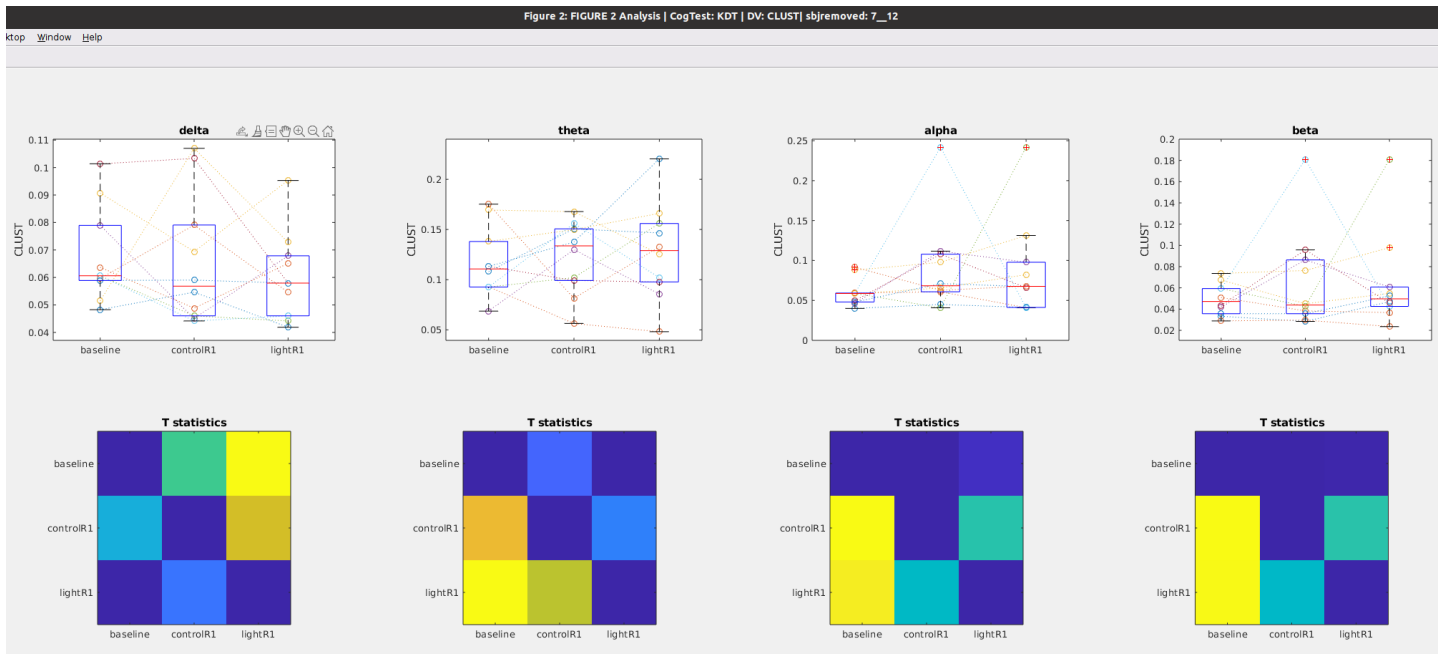 Figure 2: FIGURE 2 Analysis | CogTest: KDT | DV: CLUST| sbjremoved: 7__12
ktop Window Help
delta
0.11
0.1
0.09
0.08
0.07
0.06
0.05
0.04
CLUST
baseline controlR1 lightR1
theta
0.2
0.15
0.1
0.05
CLUST
baseline controlR1 lightR1
alpha
0.25
0.2
0.15
0.1
0.05
0
CLUST
baseline controlR1 lightR1
beta
0.2
0.18
0.16
0.14
0.12
0.1
0.08
0.06
0.04
0.02
CLUST
baseline controlR1 lightR1
T statistics
baseline
controlR1
lightR1
baseline controlR1 lightR1
T statistics
baseline
controlR1
lightR1
baseline controlR1 lightR1
T statistics
baseline
controlR1
lightR1
baseline controlR1 lightR1
T statistics
baseline
controlR1
lightR1
baseline controlR1 lightR1